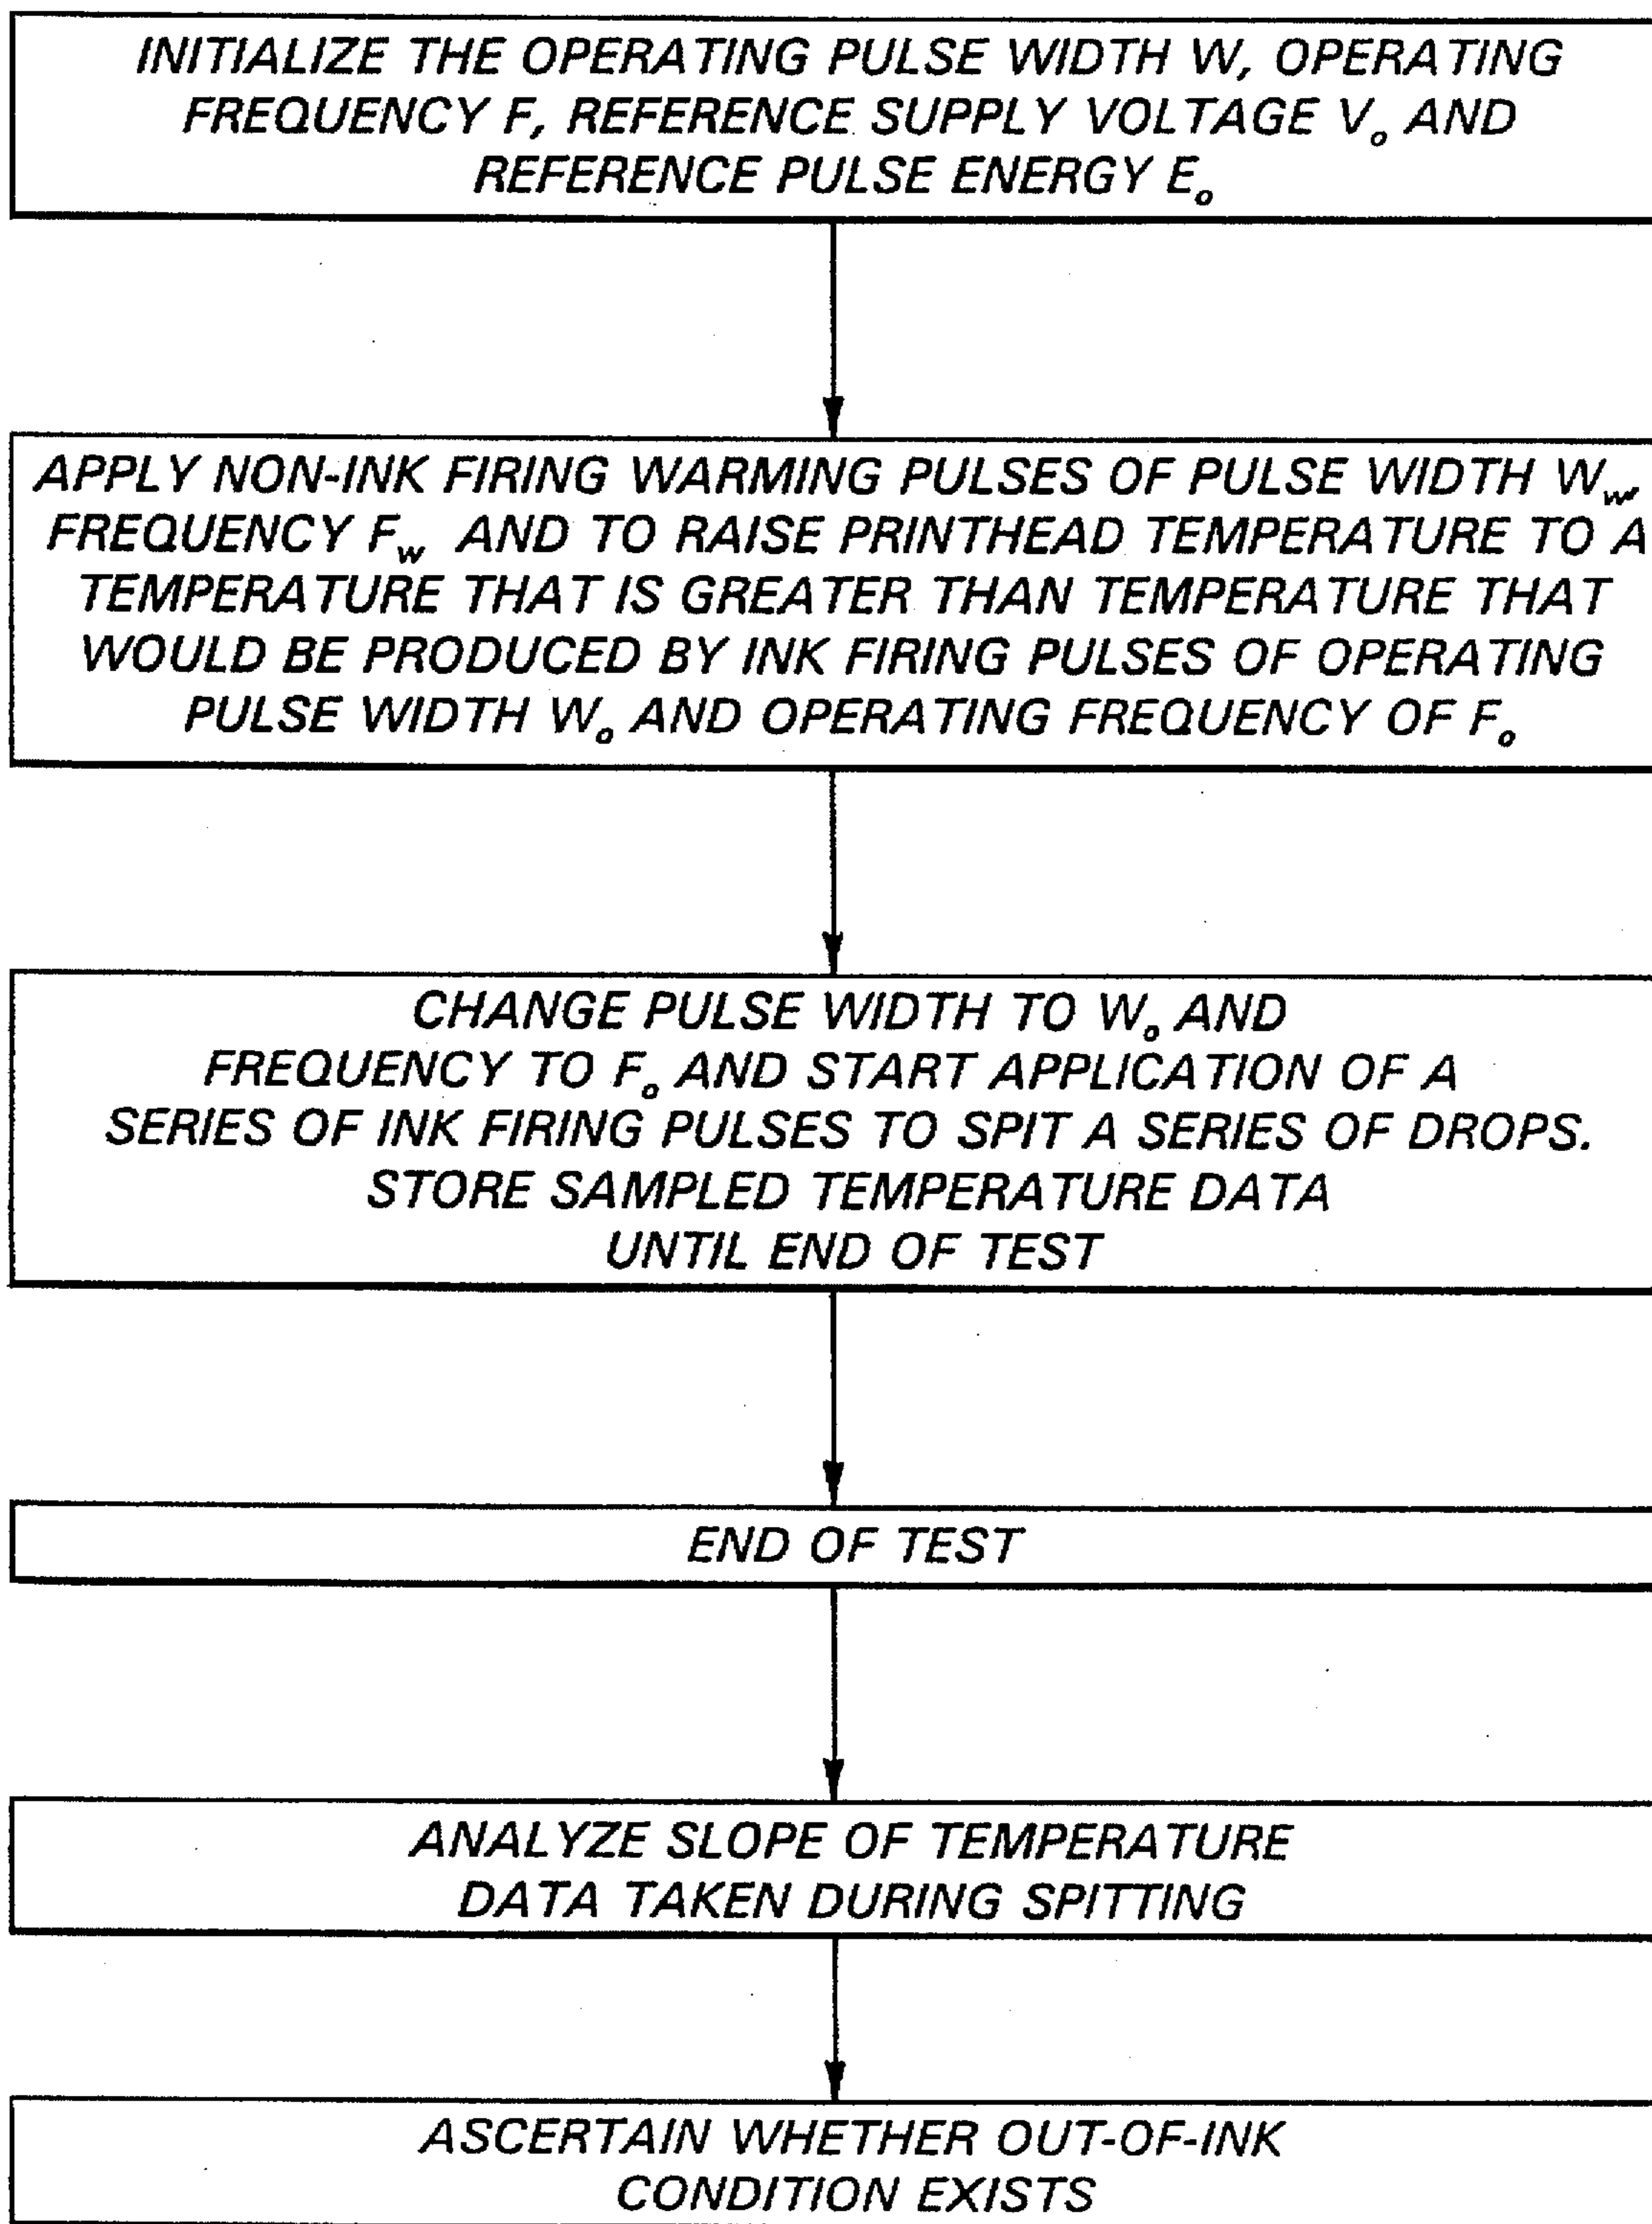 INITIALIZE THE OPERATING PULSE WIDTH W, OPERATING
FREQUENCY F, REFERENCE SUPPLY VOLTAGE Vo AND
REFERENCE PULSE ENERGY Eo
APPLY NON-INK FIRING WARMING PULSES OF PULSE WIDTH Ww,
FREQUENCY Fw AND TO RAISE PRINTHEAD TEMPERATURE TO A
TEMPERATURE THAT IS GREATER THAN TEMPERATURE THAT
WOULD BE PRODUCED BY INK FIRING PULSES OF OPERATING
PULSE WIDTH Wo AND OPERATING FREQUENCY OF Fo
CHANGE PULSE WIDTH TO Wo AND
FREQUENCY TO Fo AND START APPLICATION OF A
SERIES OF INK FIRING PULSES TO SPIT A SERIES OF DROPS.
STORE SAMPLED TEMPERATURE DATA
UNTIL END OF TEST
END OF TEST
ANALYZE SLOPE OF TEMPERATURE
DATA TAKEN DURING SPITTING
ASCERTAIN WHETHER OUT-OF-INK
CONDITION EXISTS